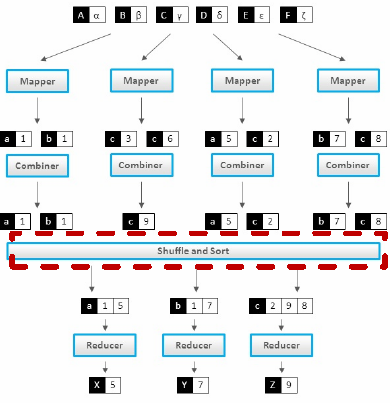 A α B β C γ D δ E ε F ζ
Mapper Mapper Mapper Mapper
a 1 b 1 c 3 c 6 a 5 c 2 b 7 c 8
Combiner Combiner Combiner Combiner
a 1 b 1 c 9 a 5 c 2 b 7 c 8
Shuffle and Sort
a 1 5 b 1 7 c 2 9 8
Reducer Reducer Reducer
X 5 Y 7 Z 9